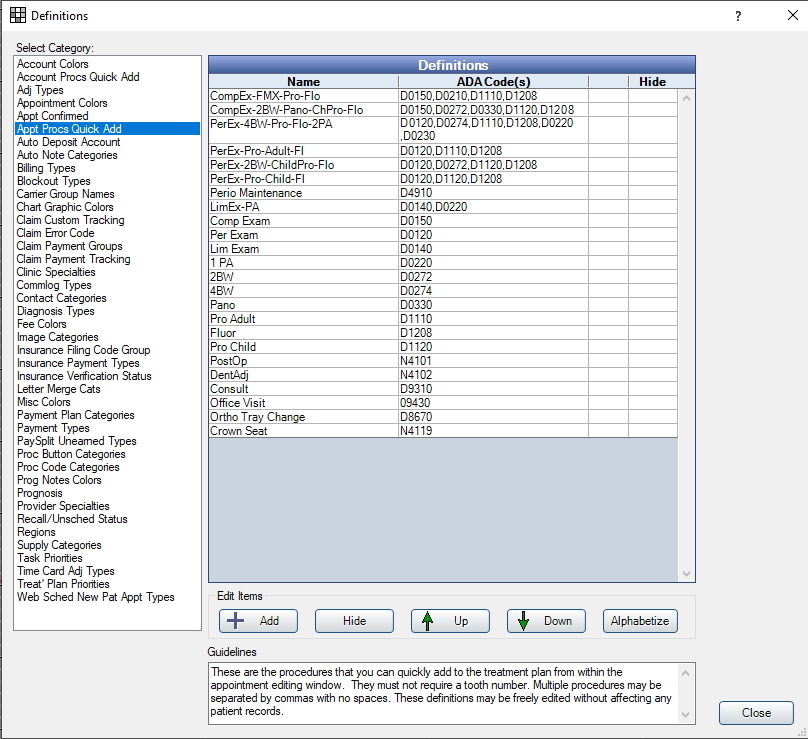 Definitions
?
Select Category:
Account Colors
Account Procs Quick Add
Adj Types
Appointment Colors
Appt Confirmed
Appt Procs Quick Add
Auto Deposit Account
Auto Note Categories
Billing Types
Blockout Types
Carrier Group Names
Chart Graphic Colors
Claim Custom Tracking
Claim Error Code
Claim Payment Groups
Claim Payment Tracking
Clinic Specialties
Commlog Types
Contact Categories
Diagnosis Types
Fee Colors
Image Categories
Insurance Filing Code Group
Insurance Payment Types
Insurance Verification Status
Letter Merge Cats
Misc Colors
Payment Plan Categories
Payment Types
PaySplit Unearned Types
Proc Button Categories
Proc Code Categories
Prog Notes Colors
Prognosis
Provider Specialties
Recall/Unsched Status
Regions
Supply Categories
Task Priorities
Time Card Adj Types
Treat' Plan Priorities
Web Sched New Pat Appt Types
Definitions
Name ADA Code(s) Hide
CompEx-FMX-Pro-Flo D0150,D0210,D1110,D1208
CompEx-2BW-Pano-ChPro-Flo D0150,D0272,D0330,D1120,D1208
PerEx-4BW-Pro-Flo-2PA D0120,D0274,D1110,D1208,D0220
,D0230
PerEx-Pro-Adult-Fl D0120,D1110,D1208
PerEx-2BW-ChildPro-Flo D0120,D0272,D1120,D1208
PerEx-Pro-Child-Fl D0120,D1120,D1208
Perio Maintenance D4910
LimEx-PA D0140,D0220
Comp Exam D0150
Per Exam D0120
Lim Exam D0140
1 PA D0220
2BW D0272
4BW D0274
Pano D0330
Pro Adult D1110
Fluor D1208
Pro Child D1120
PostOp N4101
DentAdj N4102
Consult D9310
Office Visit 09430
Ortho Tray Change D8670
Crown Seat N4119
Edit Items
Add Hide Up Down Alphabetize
Guidelines
These are the procedures that you can quickly add to the treatment plan from within the
appointment editing window. They must not require a tooth number. Multiple procedures may be
separated by commas with no spaces. These definitions may be freely edited without affecting any
patient records.
Close